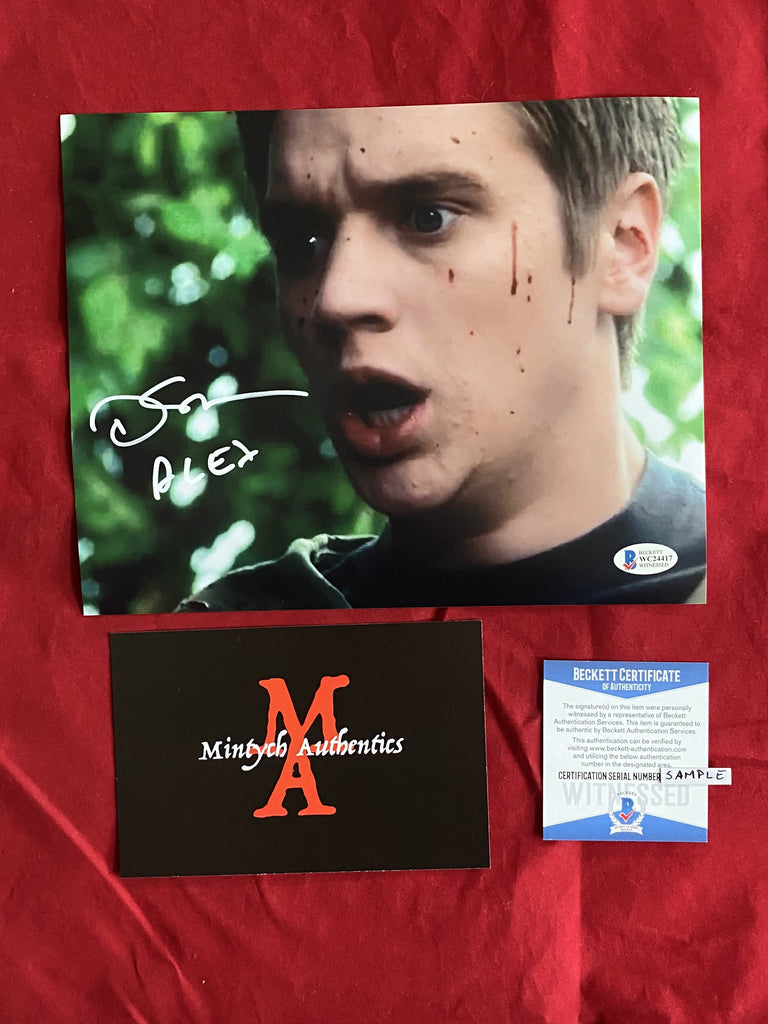 ALEX
BECKETT
WC24417
WITNESSED
MA
Mintych Authentics
BECKETT CERTIFICATE
OF AUTHENTICITY
The signature(s) on this item were personally
witnessed by a representative of Beckett
Authentication Services. This item is guaranteed to
be authentic by Beckett Authentication Services.
This authentication can be verified by
visiting www.beckett-authentication.com
and utilizing the below authentication
number in the designated area.
CERTIFICATION SERIAL NUMBER SAMPLE
WITNESSED
BECKETT